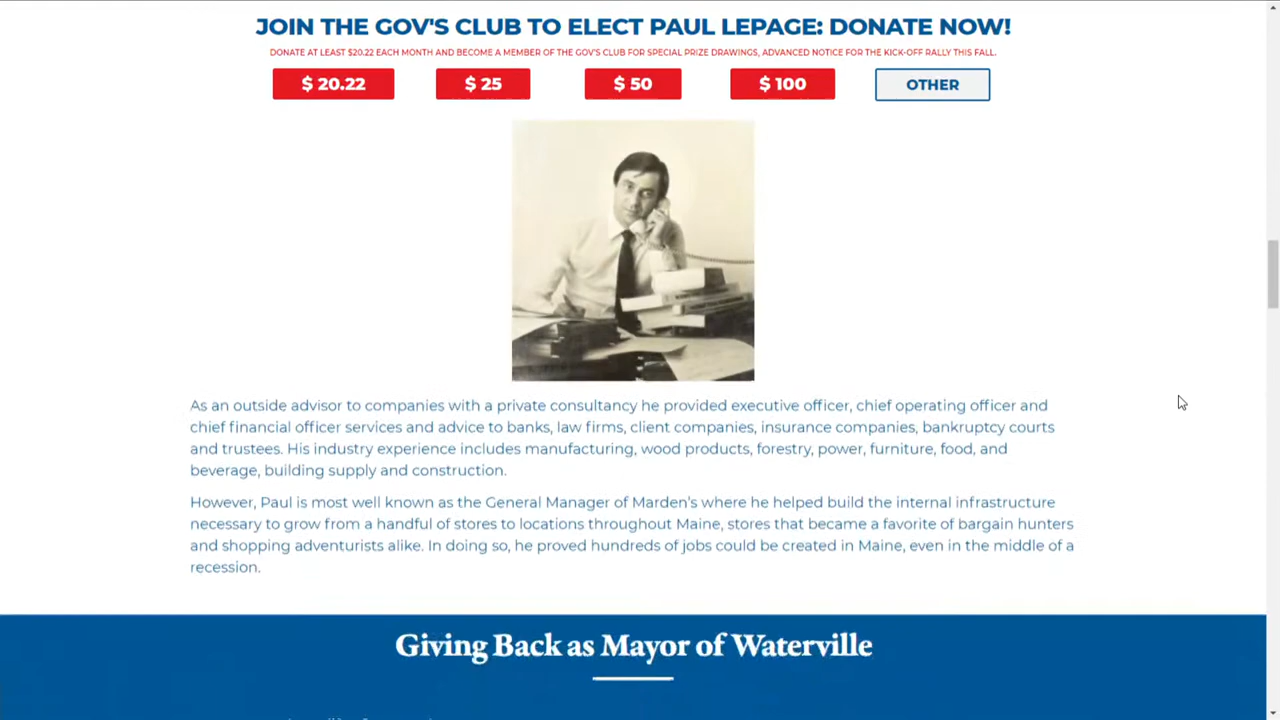 JOIN THE GOV'S CLUB TO ELECT PAUL LEPAGE: DONATE NOW!
DONATE AT LEAST $20.22 EACH MONTH AND BECOME A MEMBER OF THE GOV'S CLUB FOR SPECIAL PRIZE DRAWINGS, ADVANCED NOTICE FOR THE KICK-OFF RALLY THIS FALL.
$ 20.22 $ 25 $ 50 $ 100 OTHER
As an outside advisor to companies with a private consultancy he provided executive officer, chief operating officer and
chief financial officer services and advice to banks, law firms, client companies, insurance companies, bankruptcy courts
and trustees. His industry experience includes manufacturing, wood products, forestry, power, furniture, food, and
beverage, building supply and construction.
However, Paul is most well known as the General Manager of Marden’s where he helped build the internal infrastructure
necessary to grow from a handful of stores to locations throughout Maine, stores that became a favorite of bargain hunters
and shopping adventurists alike. In doing so, he proved hundreds of jobs could be created in Maine, even in the middle of a
recession.
Giving Back as Mayor of Waterville